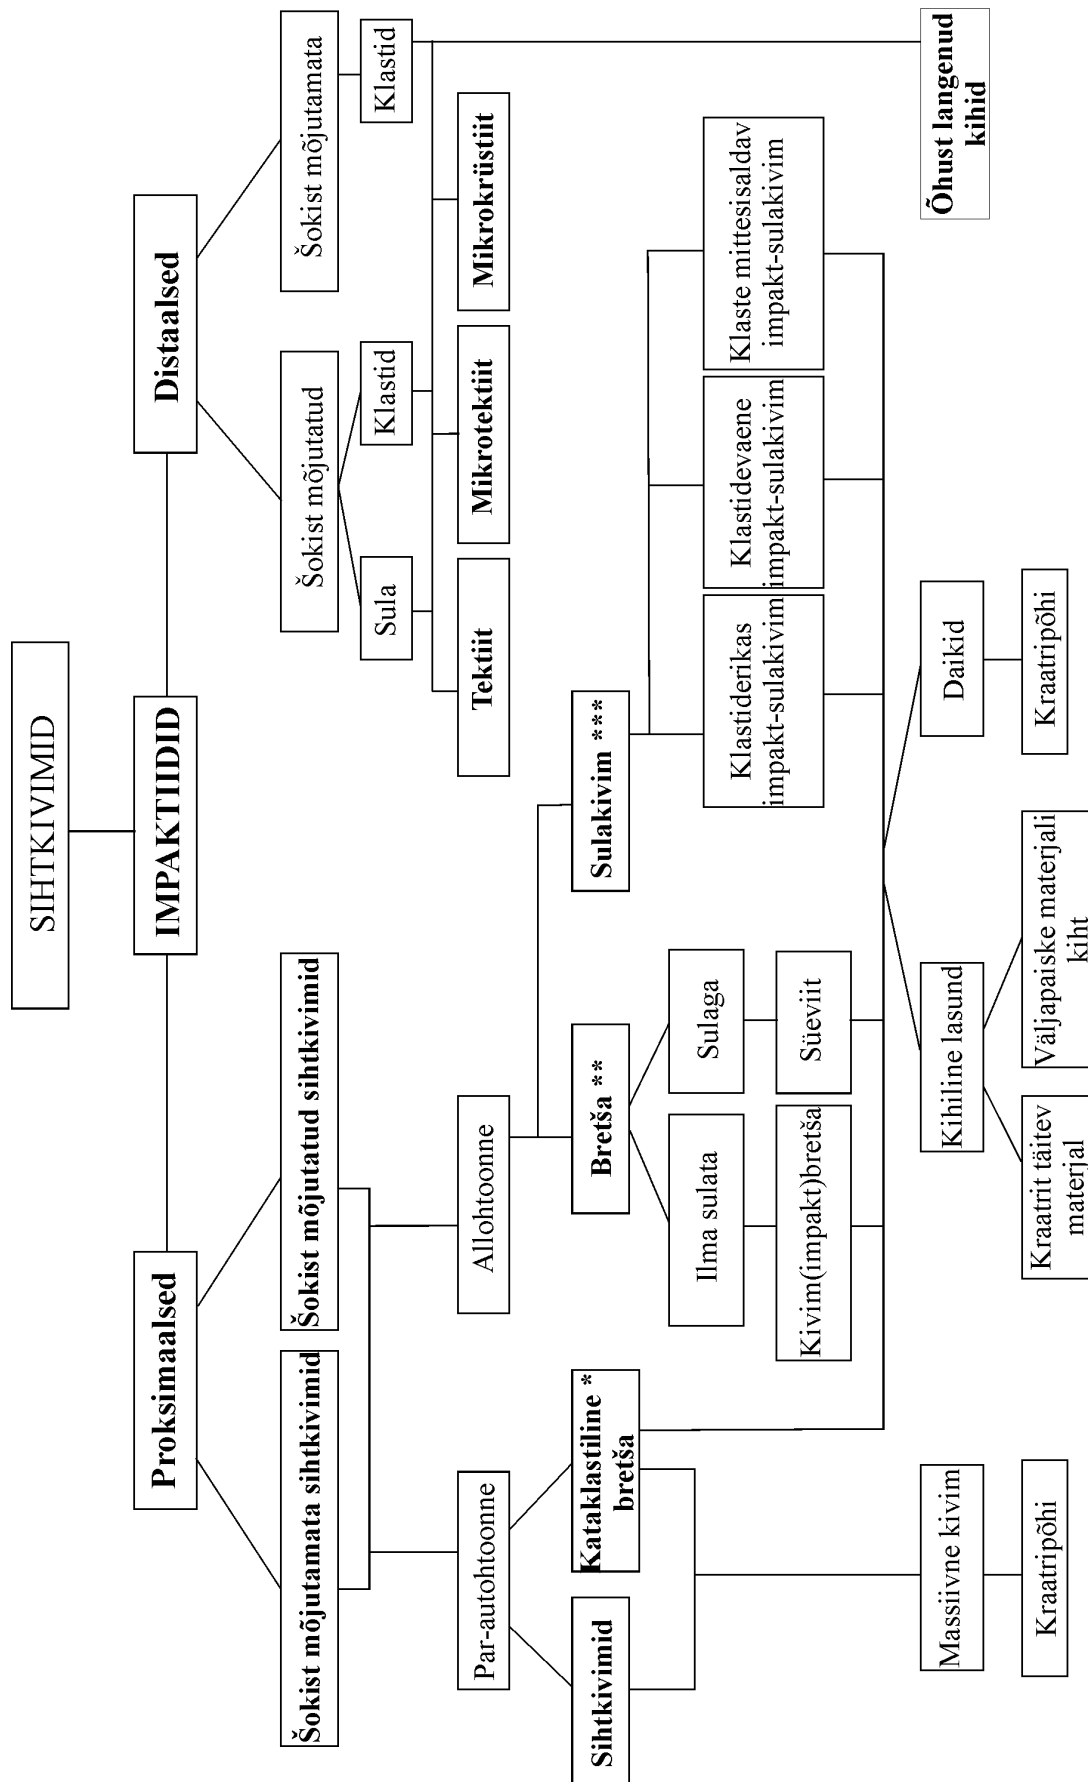 SIHTKIVIMID
IMPAKTIIDID
Proksimaalsed
Distaalsed
Šokist mõjutamata sihtkivimid
Šokist mõjutatud sihtkivimid
Šokist mõjutatud
Šokist mõjutamata
Sula
Klastid
Klastid
Par-autohtoonne
Allohtoonne
Tektiit
Mikrotektiit
Mikrokrüstiit
Sihtkivimid
Kataklastiline *
bretša
Bretša **
Sulakivim ***
Ilma sulata
Sulaga
Klastiderikas
impakt-sulakivim
Klastidevaene
impakt-sulakivim
Klaste mittesisaldav
impakt-sulakivim
Kivim(impakt)bretša
Süeviit
Massiivne kivim
Kihiline lasund
Daikid
Õhust langenud
kihid
Kraatripõhi
Kraatrit täitev
materjal
Väljapaiske materjali
kiht
Kraatripõhi